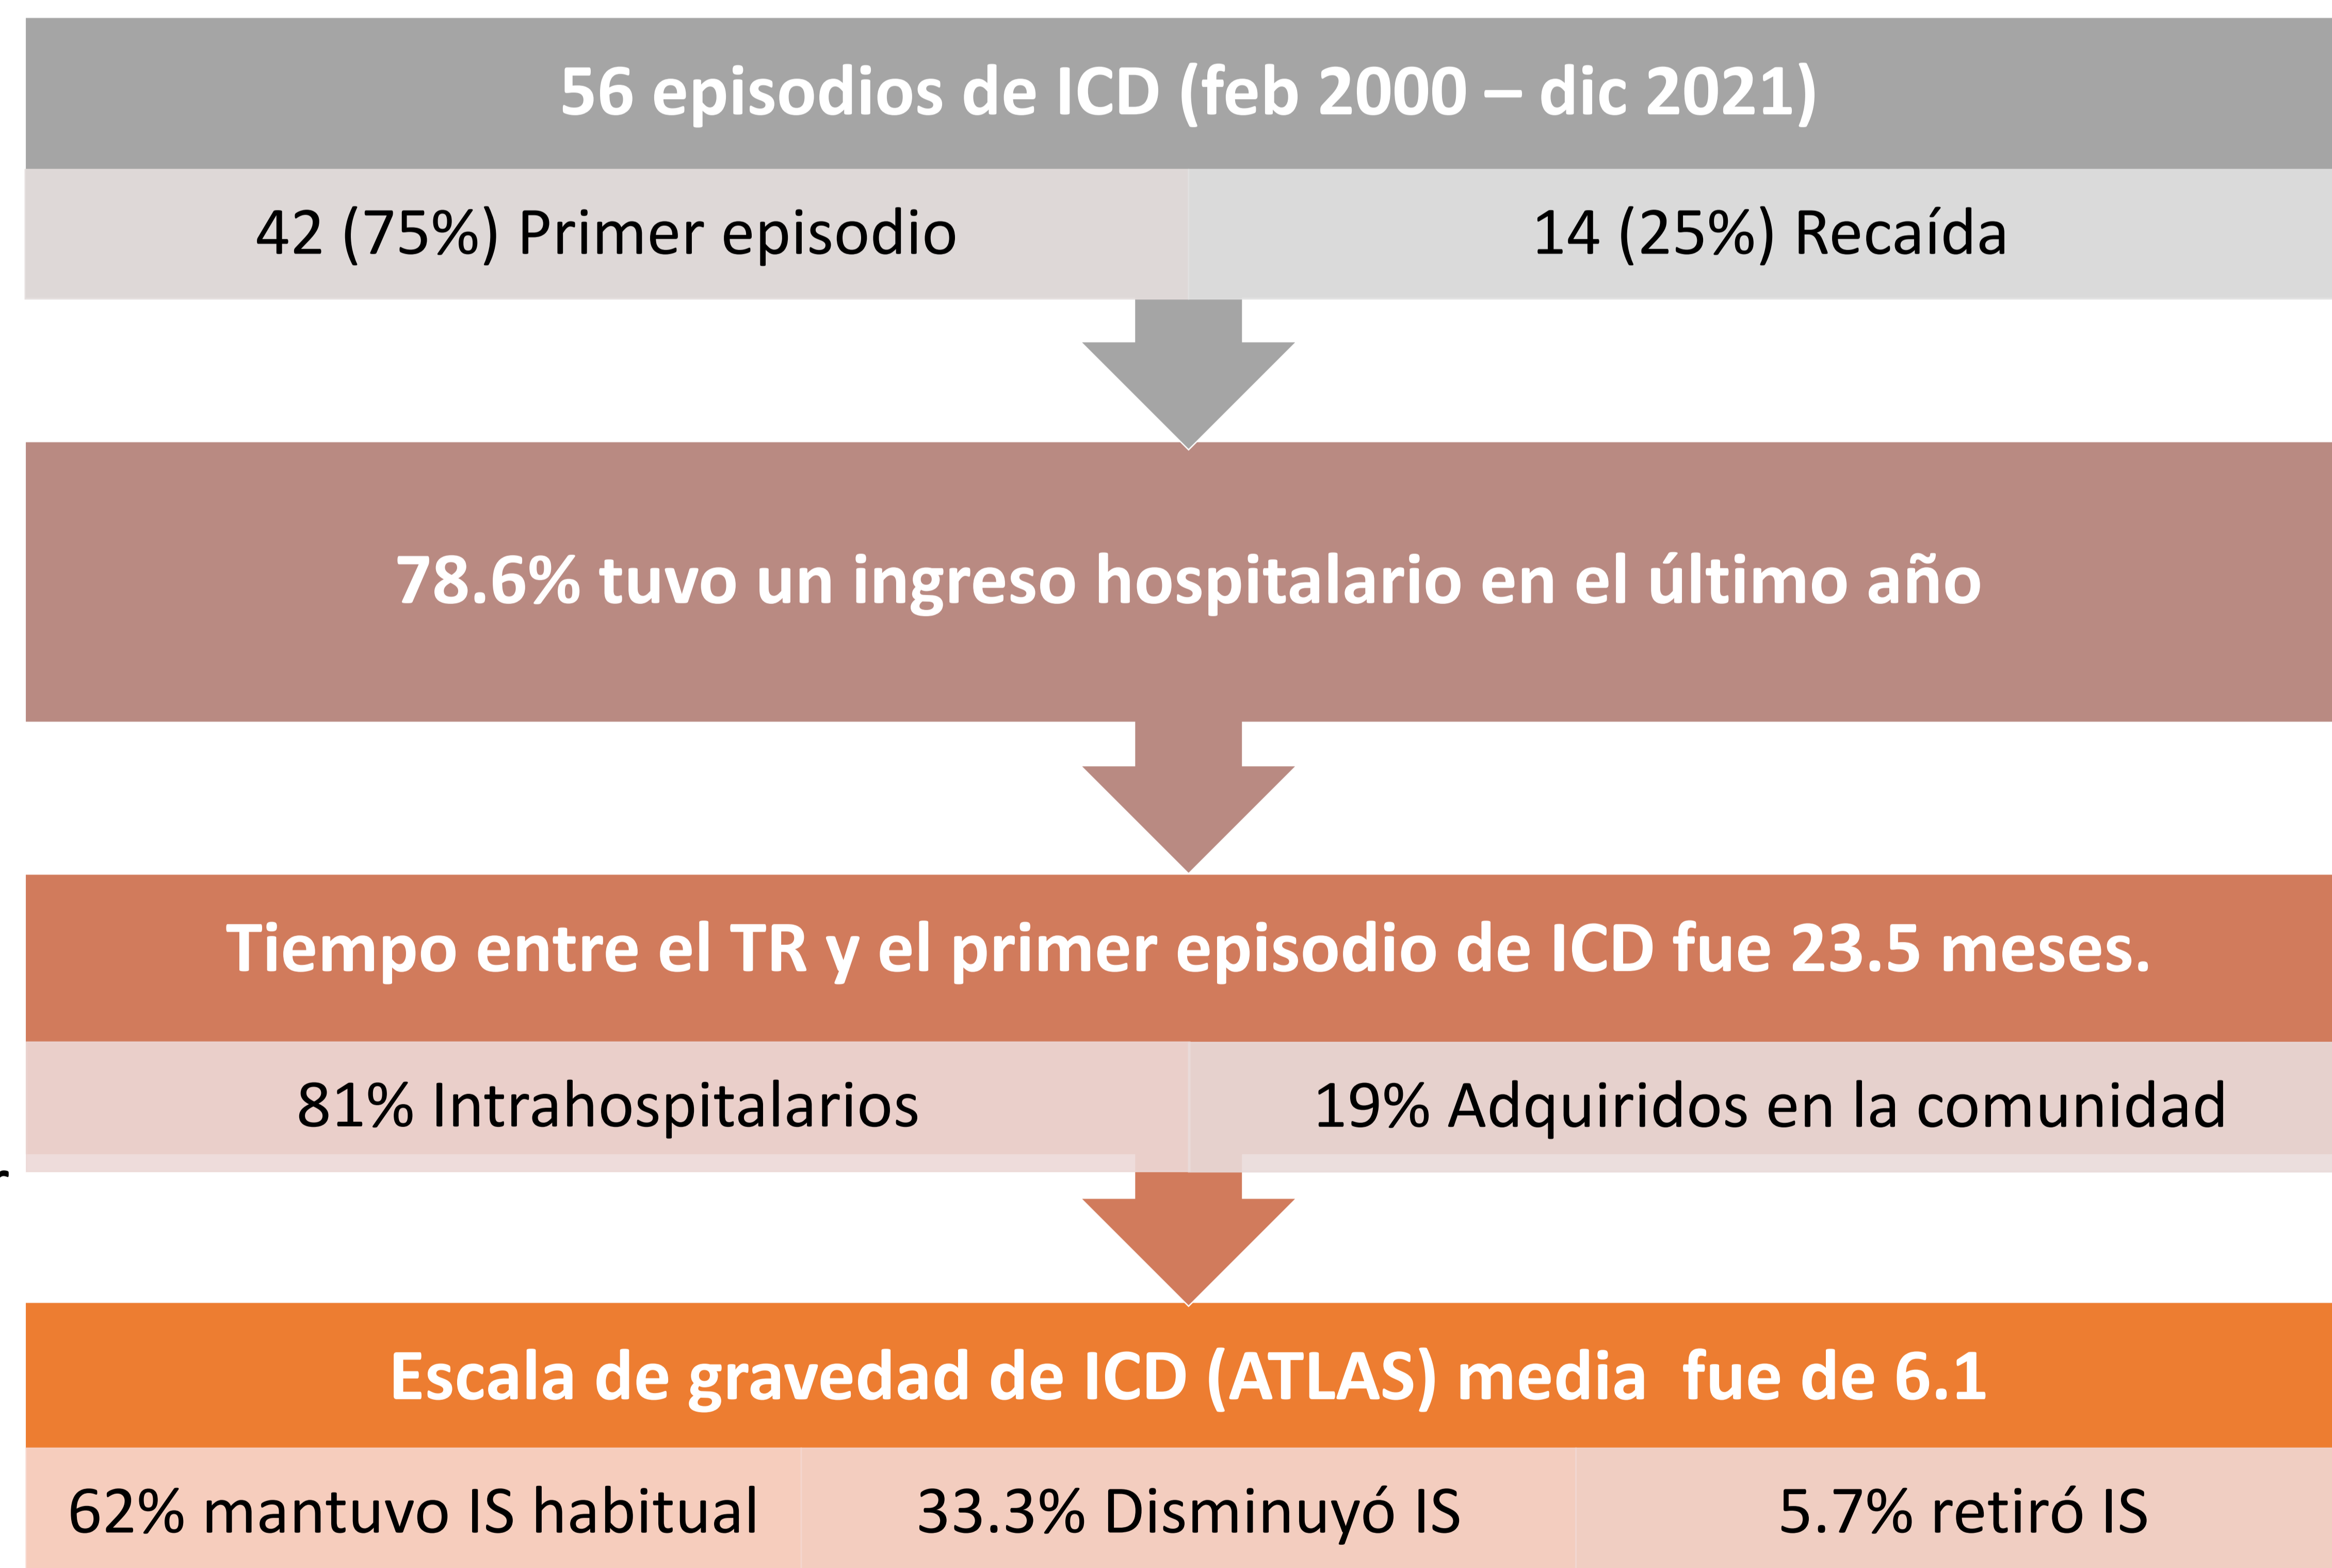 56 episodios de ICD (feb 2000 – dic 2021)
42 (75%) Primer episodio
14 (25%) Recaída
78.6% tuvo un ingreso hospitalario en el último año
Tiempo entre el TR y el primer episodio de ICD fue 23.5 meses.
81% Intrahospitalarios
19% Adquiridos en la comunidad
Escala de gravedad de ICD (ATLAS) media fue de 6.1
62% mantuvo IS habitual
33.3% Disminuyó IS
5.7% retiró IS